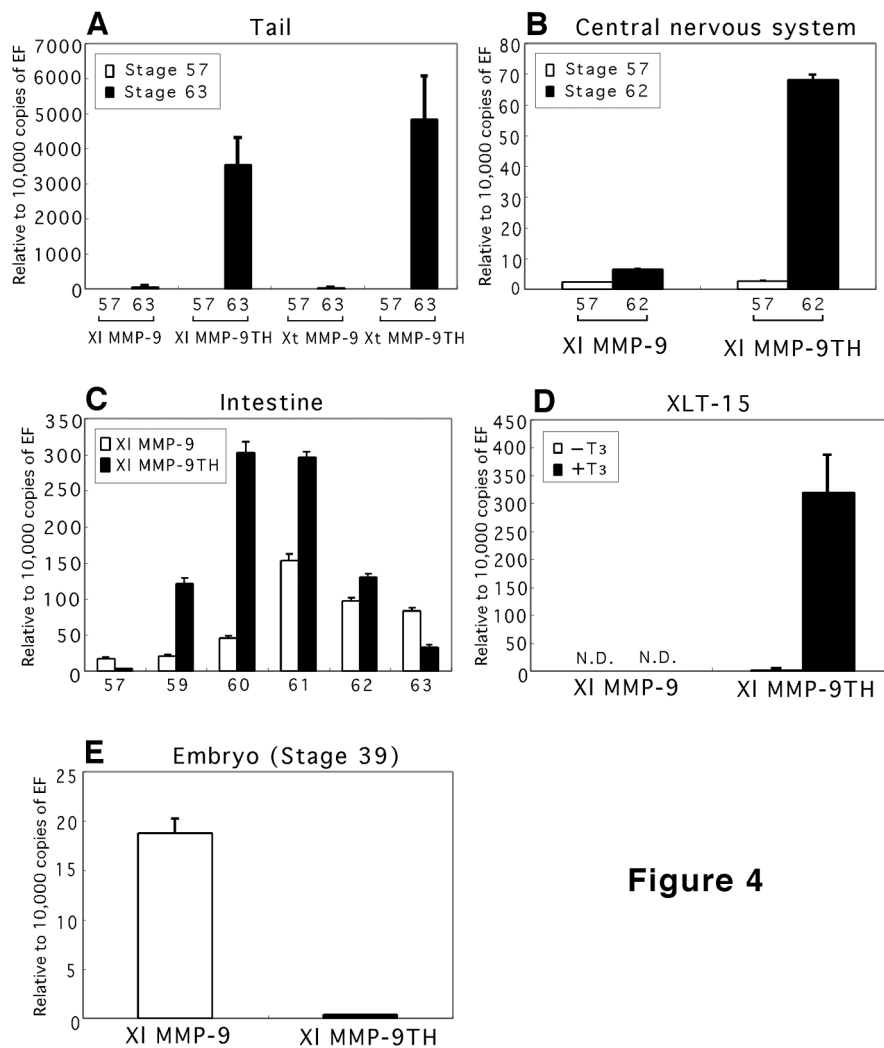 A
Tail
Relative to 10,000 copies of EF
7000
6000
5000
4000
3000
2000
1000
0
Stage 57
Stage 63
57 63 57 63 57 63 57 63
Xl MMP-9 Xl MMP-9TH Xt MMP-9 Xt MMP-9TH
B
Central nervous system
Relative to 10,000 copies of EF
80
70
60
50
40
30
20
10
0
Stage 57
Stage 62
57 62 57 62
Xl MMP-9 Xl MMP-9TH
C
Intestine
Relative to 10,000 copies of EF
350
300
250
200
150
100
50
0
Xl MMP-9
Xl MMP-9TH
57 59 60 61 62 63
D
XLT-15
Relative to 10,000 copies of EF
450
400
350
300
250
200
150
100
50
0
−T3
+T3
N.D. N.D.
Xl MMP-9 Xl MMP-9TH
E
Embryo (Stage 39)
Relative to 10,000 copies of EF
25
20
15
10
5
0
Xl MMP-9 Xl MMP-9TH
Figure 4